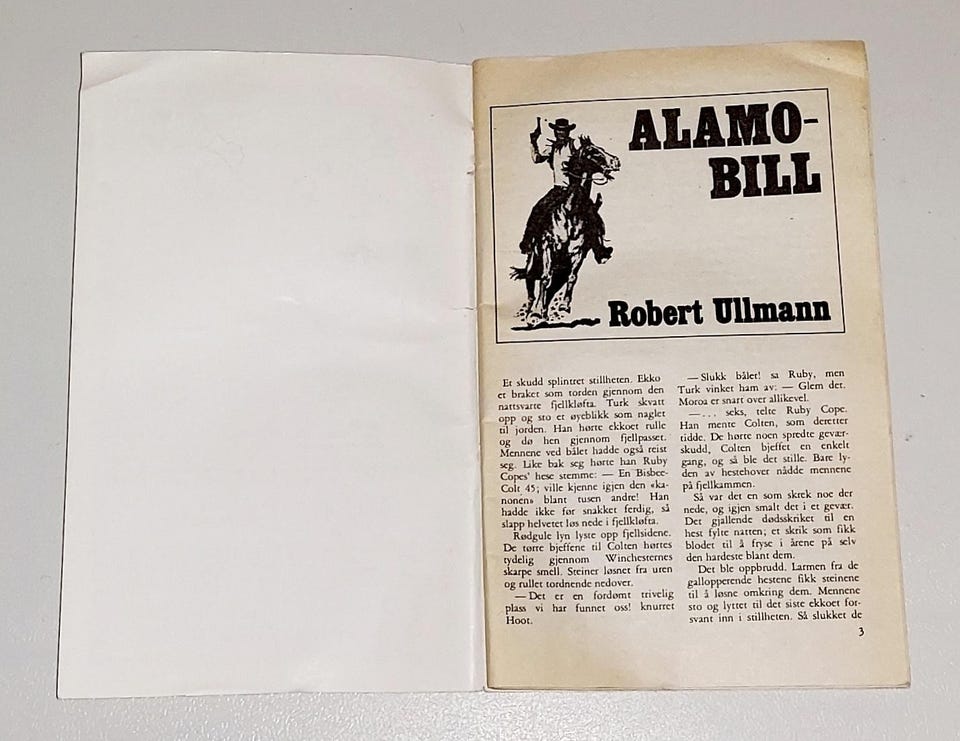 ALAMO-
BILL
Robert Ullmann
Et skudd splintret stillheten. Ekko
et braket som torden gjennom den
nattsvarte fjellkløfta. Turk skvatt
opp og sto et øyeblikk som naglet
til jorden. Han hørte ekkoet rulle
og dø hen gjennom fjellpasset.
Mennene ved bålet hadde også reist
seg. Like bak seg hørte han Ruby
Copes' hese stemme: — En Bisbee-
Colt 45; ville kjenne igjen den «ka-
nonen» blant tusen andre! Han
hadde ikke før snakket ferdig, så
slapp helvetet løs nede i fjellkløfta.
Rødgule lyn lyste opp fjellsidene.
De tørre bjeffene til Colten hørtes
tydelig gjennom Winchesternes
skarpe smell. Steiner løsnet fra uren
og rullet tordnende nedover.
— Det er en fordømt trivelig
plass vi har funnet oss! knurret
Hoot.
— Slukk bålet! sa Ruby, men
Turk vinket ham av: — Glem det.
Moroa er snart over allikevel.
— . . . seks, telte Ruby Cope.
Han mente Colten, som deretter
tidde. De hørte noen spredte gevær-
skudd, Colten bjeffet en enkelt
gang, og så ble det stille. Bare ly-
den av hestehover nådde mennene
på fjellkammen.
Så var det en som skrek noe der
nede, og igjen smalt det i et gevær.
Det gjallende dødsskriket til en
hest fylte natten; et skrik som fikk
blodet til å fryse i årene på selv
den hardeste blant dem.
Det ble oppbrudd. Larmen fra de
gallopperende hestene fikk steinene
til å løsne omkring dem. Mennene
sto og lyttet til det siste ekkoet for-
svant inn i stillheten. Så slukket de
3